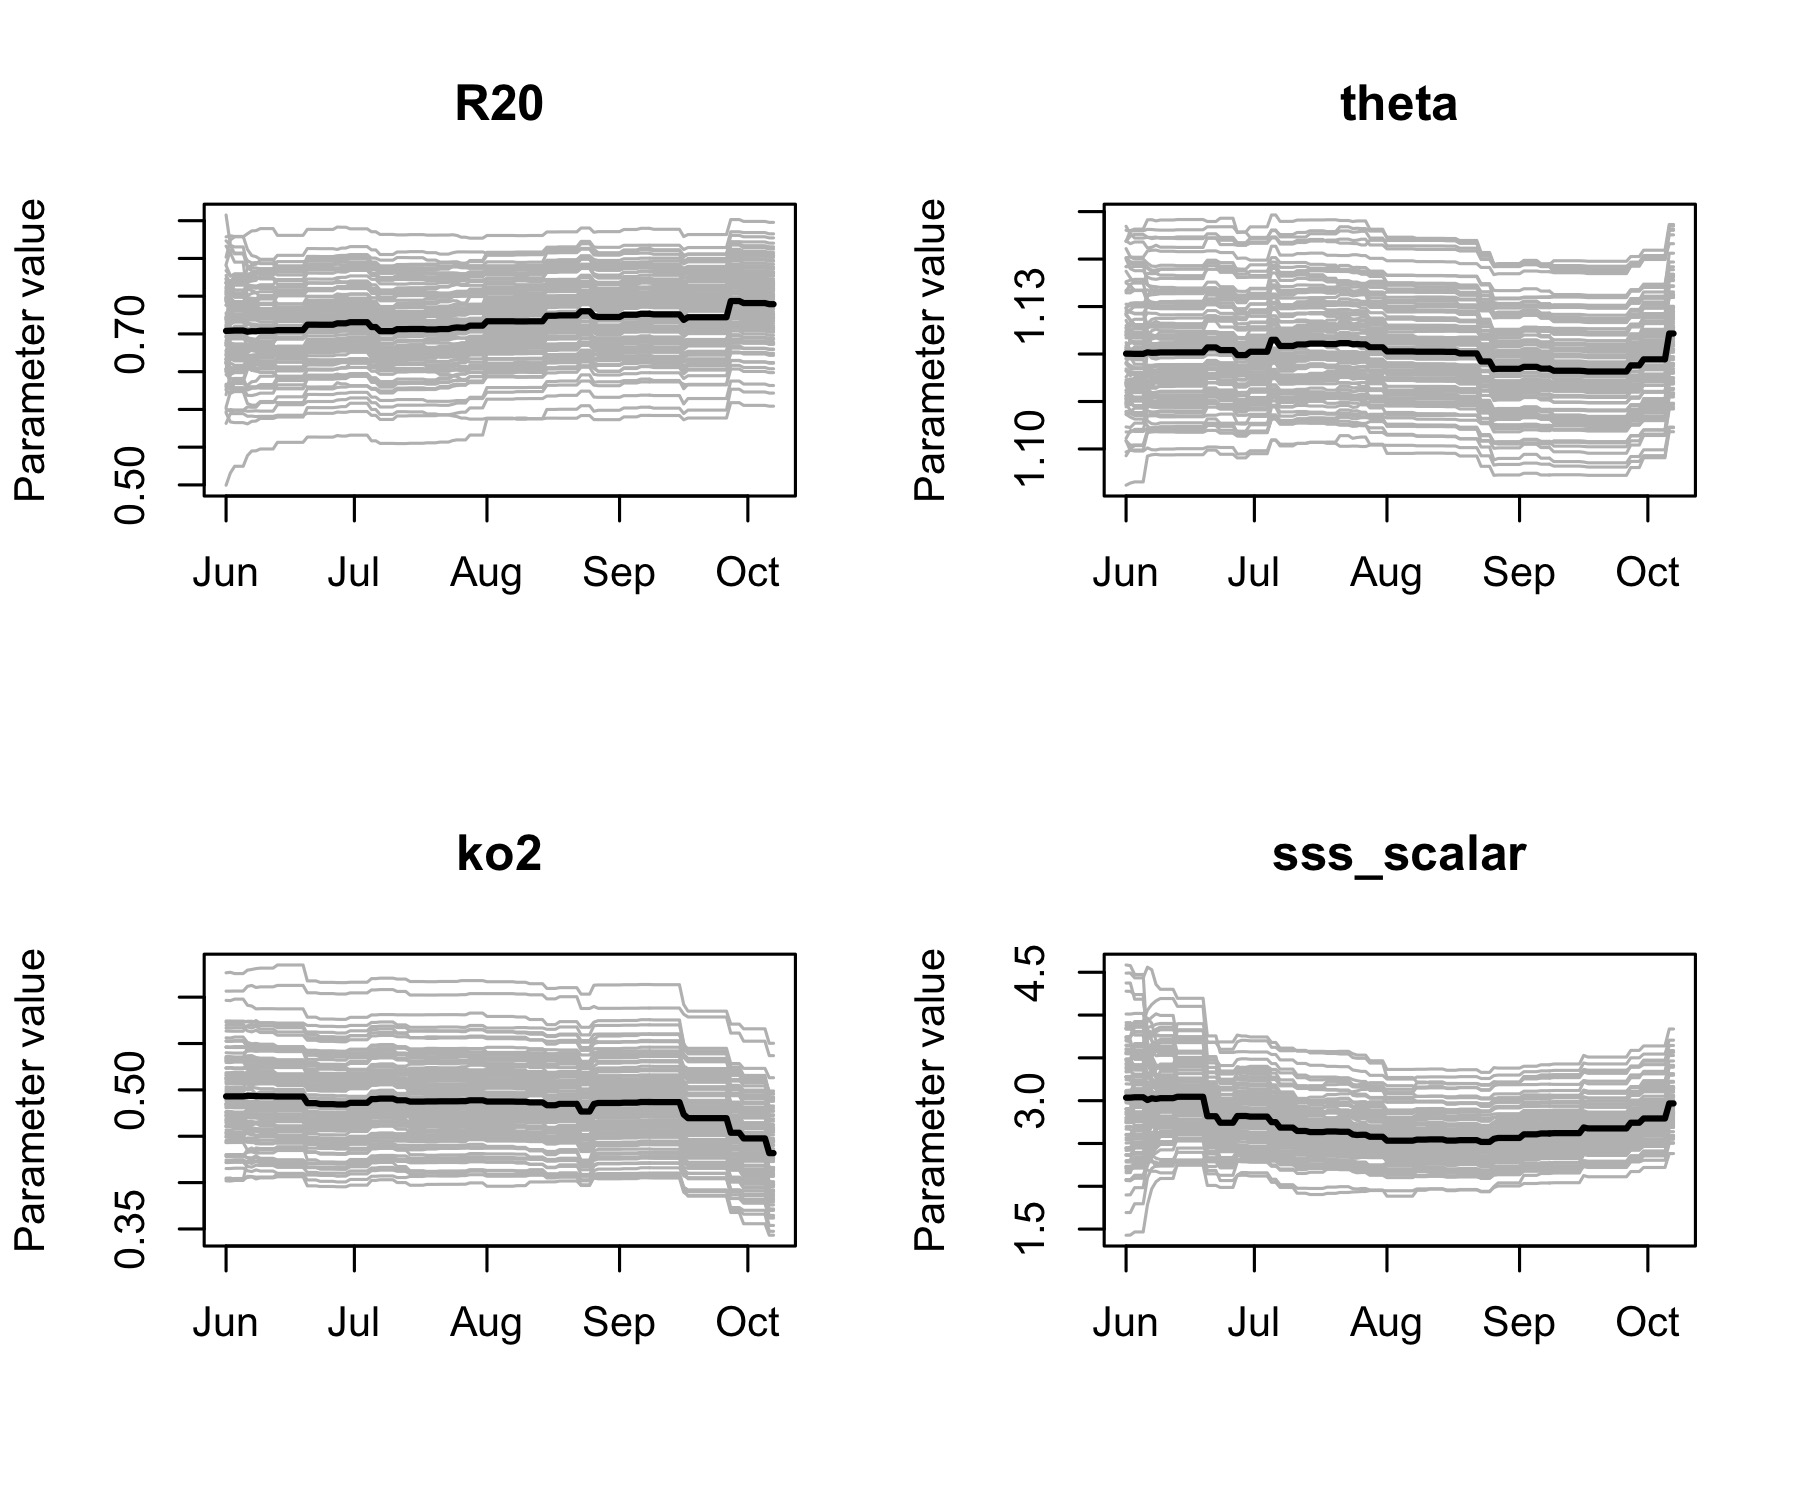 R20
Parameter value
0.50 0.70
Jun Jul Aug Sep Oct
theta
Parameter value
1.10 1.13
Jun Jul Aug Sep Oct
ko2
Parameter value
0.35 0.50
Jun Jul Aug Sep Oct
sss_scalar
Parameter value
1.5 3.0 4.5
Jun Jul Aug Sep Oct